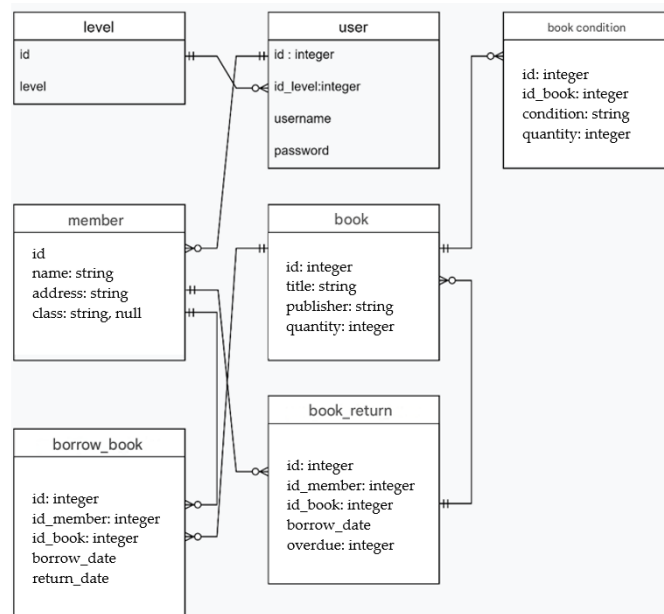 level
id
level
user
id : integer
id_level:integer
username
password
book condition
id: integer
id_book: integer
condition: string
quantity: integer
member
id
name: string
address: string
class: string, null
book
id: integer
title: string
publisher: string
quantity: integer
borrow_book
id: integer
id_member: integer
id_book: integer
borrow_date
return_date
book_return
id: integer
id_member: integer
id_book: integer
borrow_date
overdue: integer